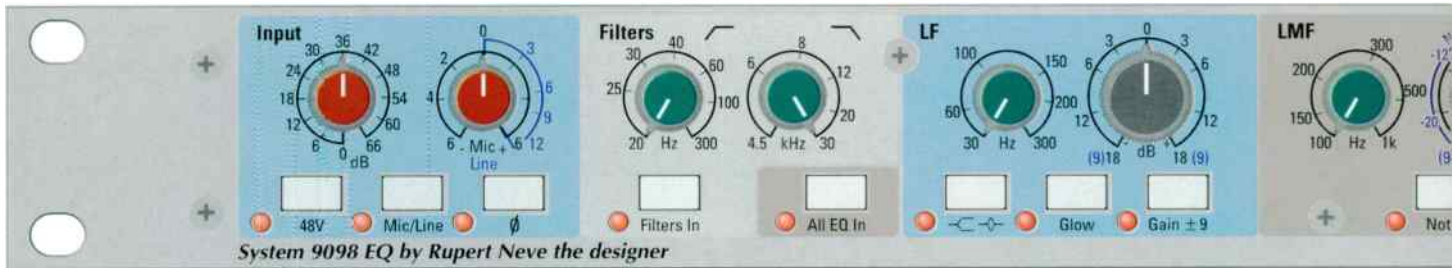 Input
Filters
LF
LMF
36
30
42
24
48
18
54
12
60
6
66
0
dB
0
2
3
4
6
9
6
- Mic +
6
12
Line
40
30
60
25
100
20
Hz
300
8
6
12
20
4.5
kHz
30
100
150
60
200
30
Hz
300
0
3
3
6
6
9
9
12
12
(9)18
- dB +
18 (9)
300
200
500
150
100
Hz
1k
-20
48V
Mic/Line
Ø
Filters In
All EQ In
Glow
Gain ±9
System 9098 EQ by Rupert Neve the designer